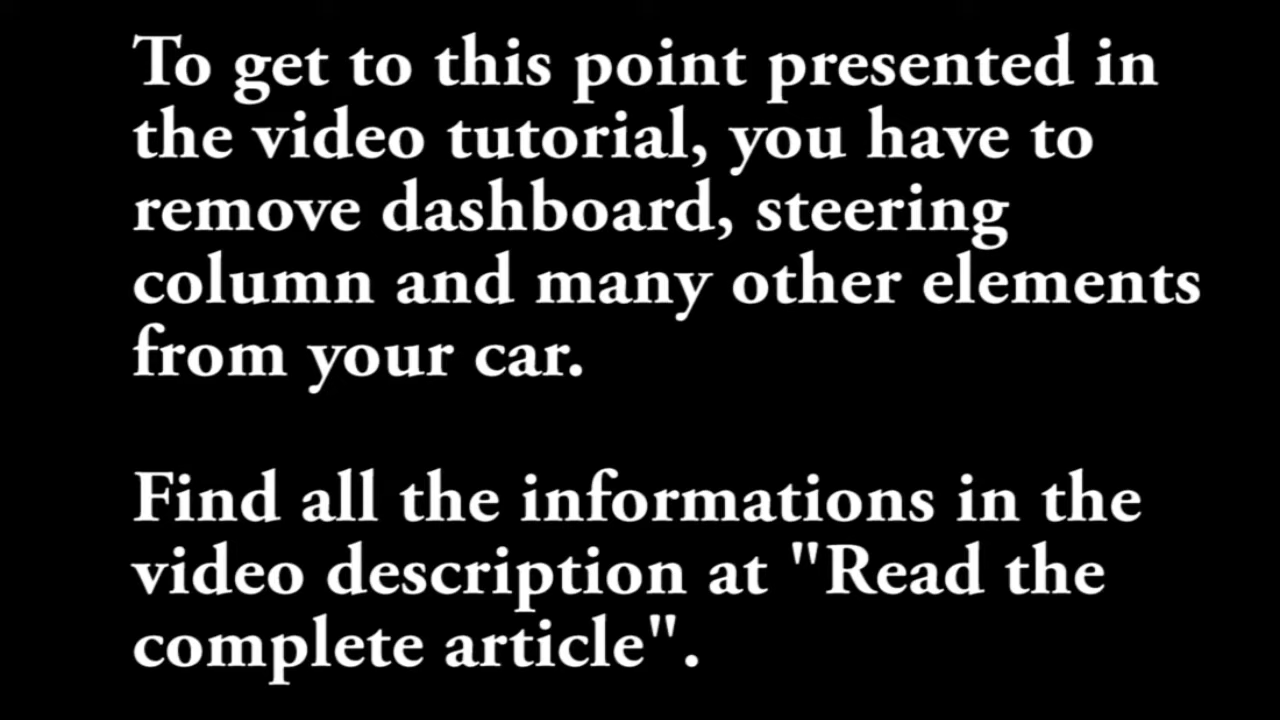 To get to this point presented in
the video tutorial, you have to
remove dashboard, steering
column and many other elements
from your car.
Find all the informations in the
video description at "Read the
complete article".